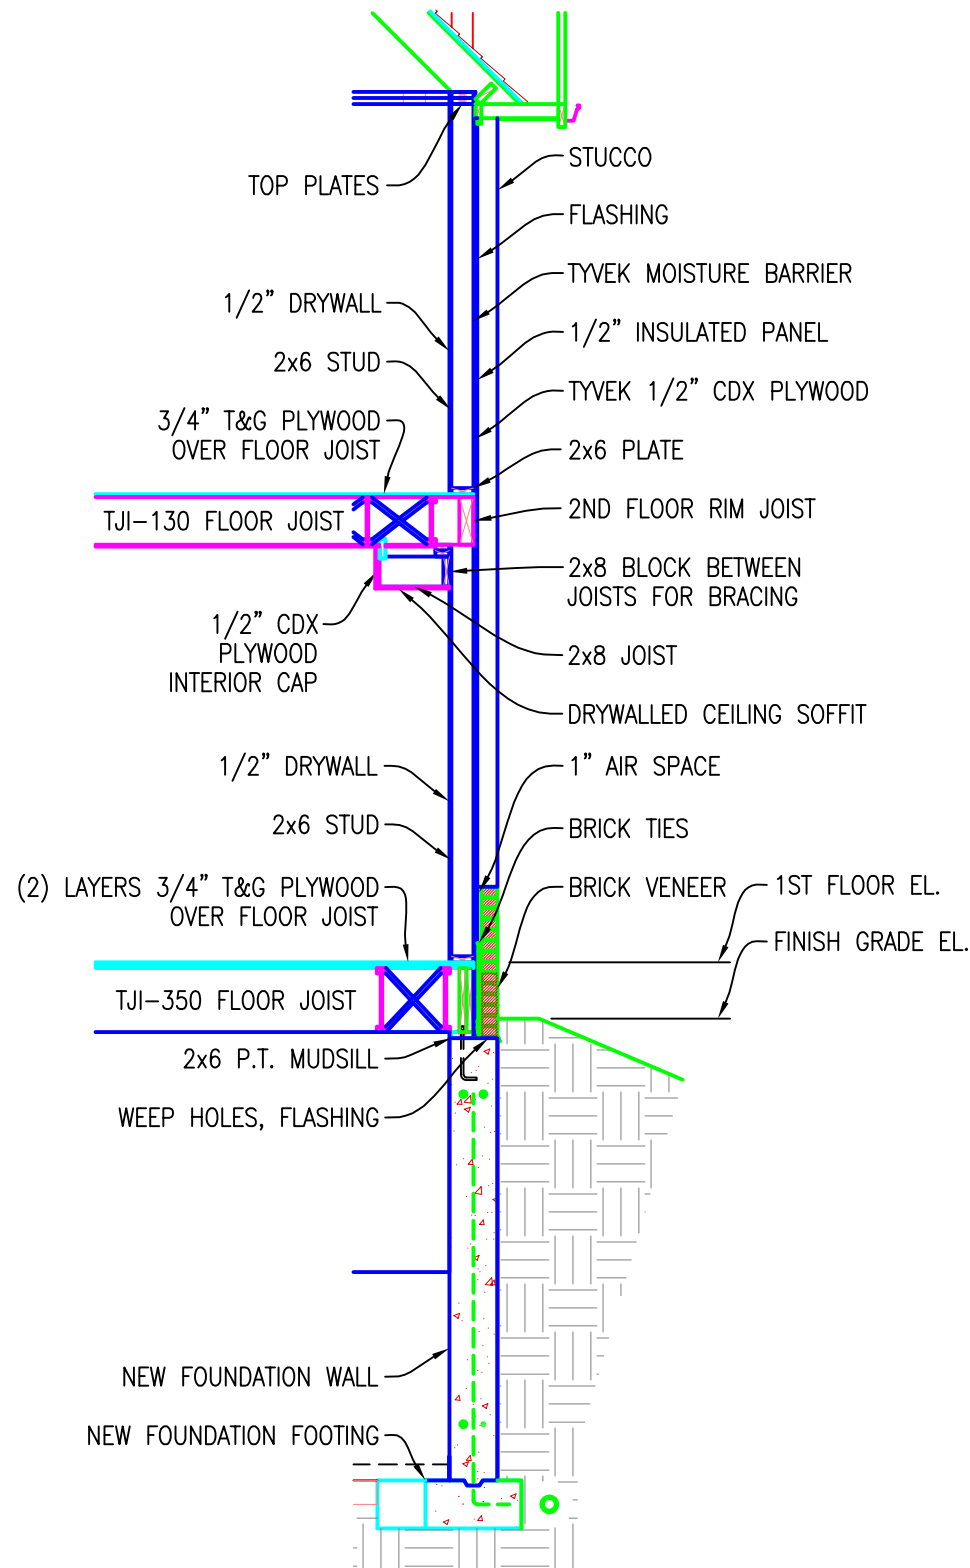 STUCCO
TOP PLATES
FLASHING
TYVEK MOISTURE BARRIER
1/2” DRYWALL
1/2” INSULATED PANEL
2x6 STUD
TYVEK 1/2” CDX PLYWOOD
3/4” T&G PLYWOOD
OVER FLOOR JOIST
2x6 PLATE
TJI-130 FLOOR JOIST
2ND FLOOR RIM JOIST
2x8 BLOCK BETWEEN
JOISTS FOR BRACING
1/2” CDX
PLYWOOD
INTERIOR CAP
2x8 JOIST
DRYWALLED CEILING SOFFIT
1/2” DRYWALL
1” AIR SPACE
2x6 STUD
BRICK TIES
(2) LAYERS 3/4” T&G PLYWOOD
OVER FLOOR JOIST
BRICK VENEER
1ST FLOOR EL.
FINISH GRADE EL.
TJI-350 FLOOR JOIST
2x6 P.T. MUDSILL
WEEP HOLES, FLASHING
NEW FOUNDATION WALL
NEW FOUNDATION FOOTING